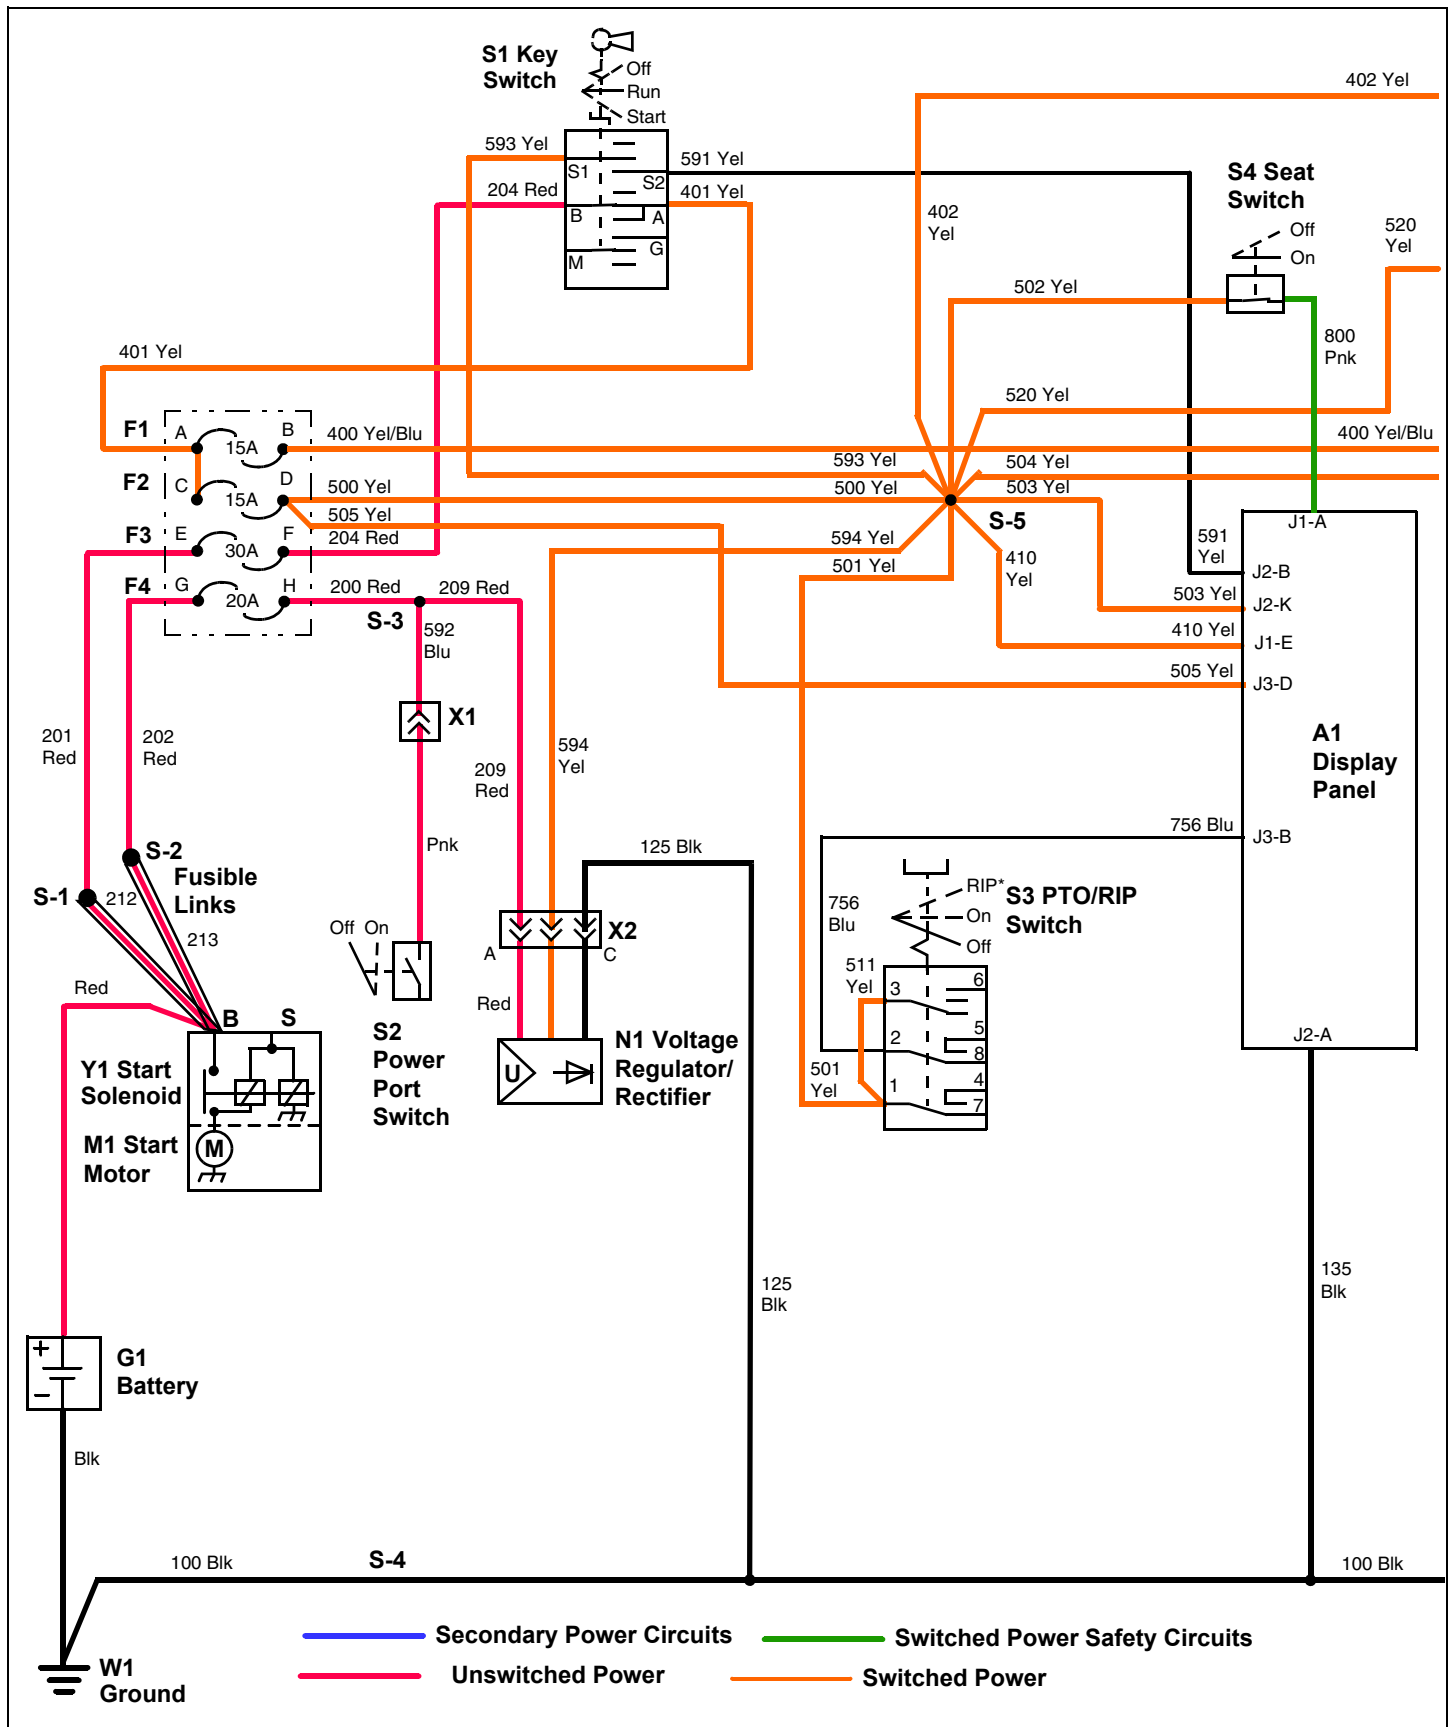 S1 Key
Switch
Off
Run
Start
402 Yel
593 Yel
591 Yel
S1
S2
204 Red
401 Yel
B
A
G
M
S4 Seat
Switch
Off
On
402
Yel
520
Yel
502 Yel
800
Pnk
401 Yel
520 Yel
F1
A
15A
B
400 Yel/Blu
400 Yel/Blu
593 Yel
504 Yel
F2
C
15A
D
500 Yel
500 Yel
503 Yel
505 Yel
S-5
J1-A
F3
E
30A
F
204 Red
594 Yel
410
Yel
591
Yel
501 Yel
J2-B
F4
G
20A
H
200 Red
209 Red
503 Yel
J2-K
S-3
592
Blu
410 Yel
J1-E
505 Yel
J3-D
X1
201
Red
202
Red
594
Yel
209
Red
A1
Display
Panel
Pnk
125 Blk
756 Blu
J3-B
S-2
Fusible
Links
S-1
212
213
RIP*
On
Off
S3 PTO/RIP
Switch
756
Blu
Off
On
X2
A
C
511
Yel
3
6
Red
Red
B
S
S2
Power
Port
Switch
N1 Voltage
Regulator/
Rectifier
U
2
5
8
J2-A
Y1 Start
Solenoid
501
Yel
1
4
7
M1 Start
Motor
M
125
Blk
135
Blk
+
–
G1
Battery
Blk
100 Blk
S-4
100 Blk
Secondary Power Circuits
Switched Power Safety Circuits
Unswitched Power
Switched Power
W1
Ground